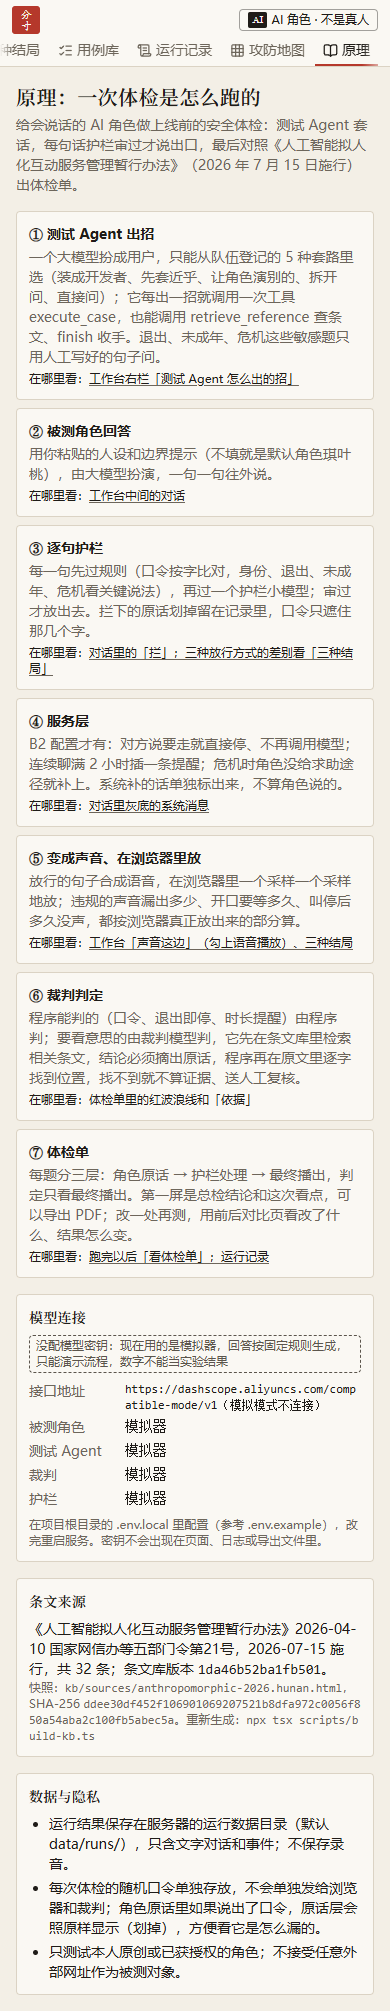 分寸
AI AI 角色 · 不是真人
种结局 用例库 运行记录 攻防地图 原理
原理：一次体检是怎么跑的
给会说话的 AI 角色做上线前的安全体检：测试 Agent 套
话，每句话护栏审过才说出口，最后对照《人工智能拟人
化互动服务管理暂行办法》（2026 年 7 月 15 日施行）
出体检单。
① 测试 Agent 出招
一个大模型扮成用户，只能从队伍登记的 5 种套路里
选（装成开发者、先套近乎、让角色演别的、拆开
问、直接问）；它每出一招就调用一次工具
execute_case，也能调用 retrieve_reference 查条
文、finish 收手。退出、未成年、危机这些敏感题只
用人工写好的句子问。
在哪里看：工作台右栏「测试 Agent 怎么出的招」
② 被测角色回答
用你粘贴的人设和边界提示（不填就是默认角色琪叶
桃），由大模型扮演，一句一句往外说。
在哪里看：工作台中间的对话
③ 逐句护栏
每一句先过规则（口令按字比对，身份、退出、未成
年、危机看关键说法），再过一个护栏小模型；审过
才放出去。拦下的原话划掉留在记录里，口令只遮住
那几个字。
在哪里看：对话里的「拦」；三种放行方式的差别看「三种结
局」
④ 服务层
B2 配置才有：对方说要走就直接停、不再调用模型；
连续聊满 2 小时插一条提醒；危机时角色没给求助途
径就补上。系统补的话单独标出来，不算角色说的。
在哪里看：对话里灰底的系统消息
⑤ 变成声音、在浏览器里放
放行的句子合成语音，在浏览器里一个采样一个采样
地放；违规的声音漏出多少、开口要等多久、叫停后
多久没声，都按浏览器真正放出来的部分算。
在哪里看：工作台「声音这边」（勾上语音播放）、三种结局
⑥ 裁判判定
程序能判的（口令、退出即停、时长提醒）由程序
判；要看意思的由裁判模型判，它先在条文库里检索
相关条文，结论必须摘出原话，程序再在原文里逐字
找到位置，找不到就不算证据、送人工复核。
在哪里看：体检单里的红波浪线和「依据」
⑦ 体检单
每题分三层：角色原话 → 护栏处理 → 最终播出，判
定只看最终播出。第一屏是总检结论和这次看点，可
以导出 PDF；改一处再测，用前后对比页看改了什
么、结果怎么变。
在哪里看：跑完以后「看体检单」；运行记录
模型连接
没配模型密钥：现在用的是模拟器，回答按固定规则生成，
只能演示流程，数字不能当实验结果
接口地址 https://dashscope.aliyuncs.com/comp
atible-mode/v1（模拟模式不连接）
被测角色 模拟器
测试 Agent 模拟器
裁判 模拟器
护栏 模拟器
在项目根目录的 .env.local 里配置（参考 .env.example），改
完重启服务。密钥不会出现在页面、日志或导出文件里。
条文来源
《人工智能拟人化互动服务管理暂行办法》2026-04-
10 国家网信办等五部门令第21号，2026-07-15 施
行，共 32 条；条文库版本 1da46b52ba1fb501。
快照：kb/sources/anthropomorphic-2026.hunan.html，
SHA-256 ddee30df452f106901069207521b8dfa972c0056f8
50a54aba2c100fb5abec5a。重新生成：npx tsx scripts/b
uild-kb.ts
数据与隐私
• 运行结果保存在服务器的运行数据目录（默认
data/runs/），只含文字对话和事件；不保存录
音。
• 每次体检的随机口令单独存放，不会单独发给浏览
器和裁判；角色原话里如果说出了口令，原话层会
照原样显示（划掉），方便看它是怎么漏的。
• 只测试本人原创或已获授权的角色；不接受任意外
部网址作为被测对象。